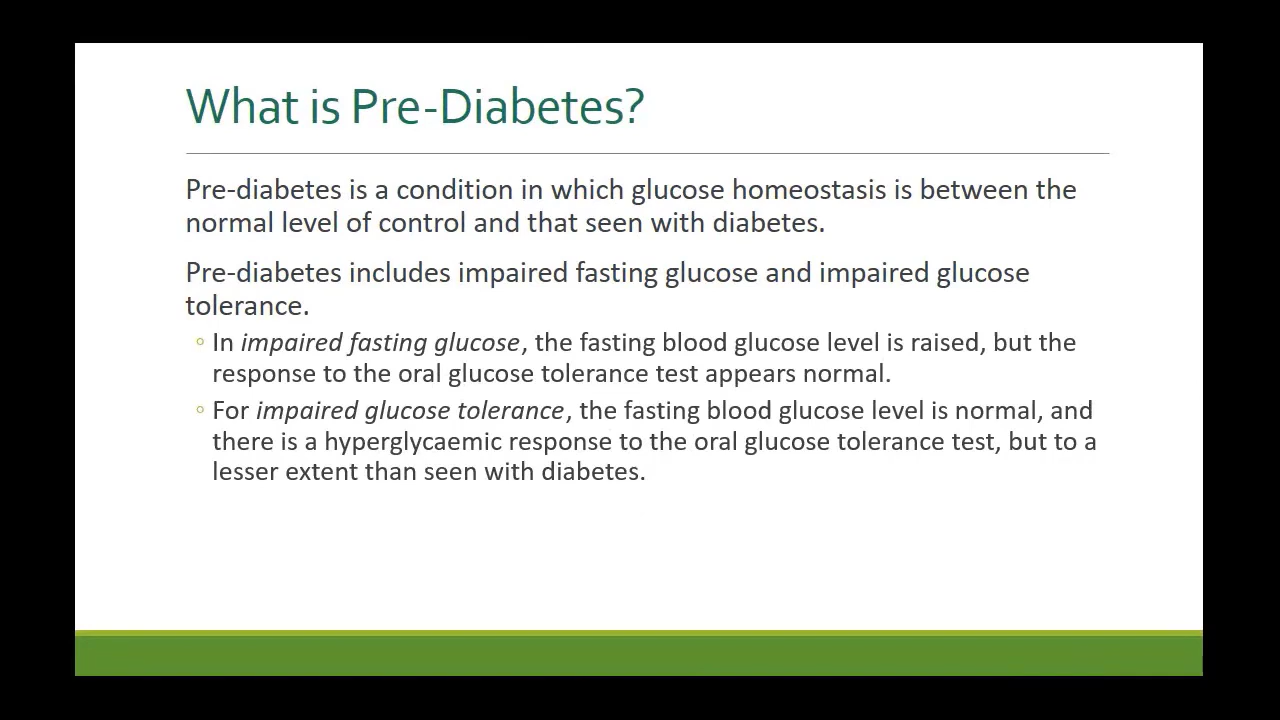 What is Pre-Diabetes?
Pre-diabetes is a condition in which glucose homeostasis is between the
normal level of control and that seen with diabetes.
Pre-diabetes includes impaired fasting glucose and impaired glucose
tolerance.
◦ In impaired fasting glucose, the fasting blood glucose level is raised, but the
response to the oral glucose tolerance test appears normal.
◦ For impaired glucose tolerance, the fasting blood glucose level is normal, and
there is a hyperglycaemic response to the oral glucose tolerance test, but to a
lesser extent than seen with diabetes.